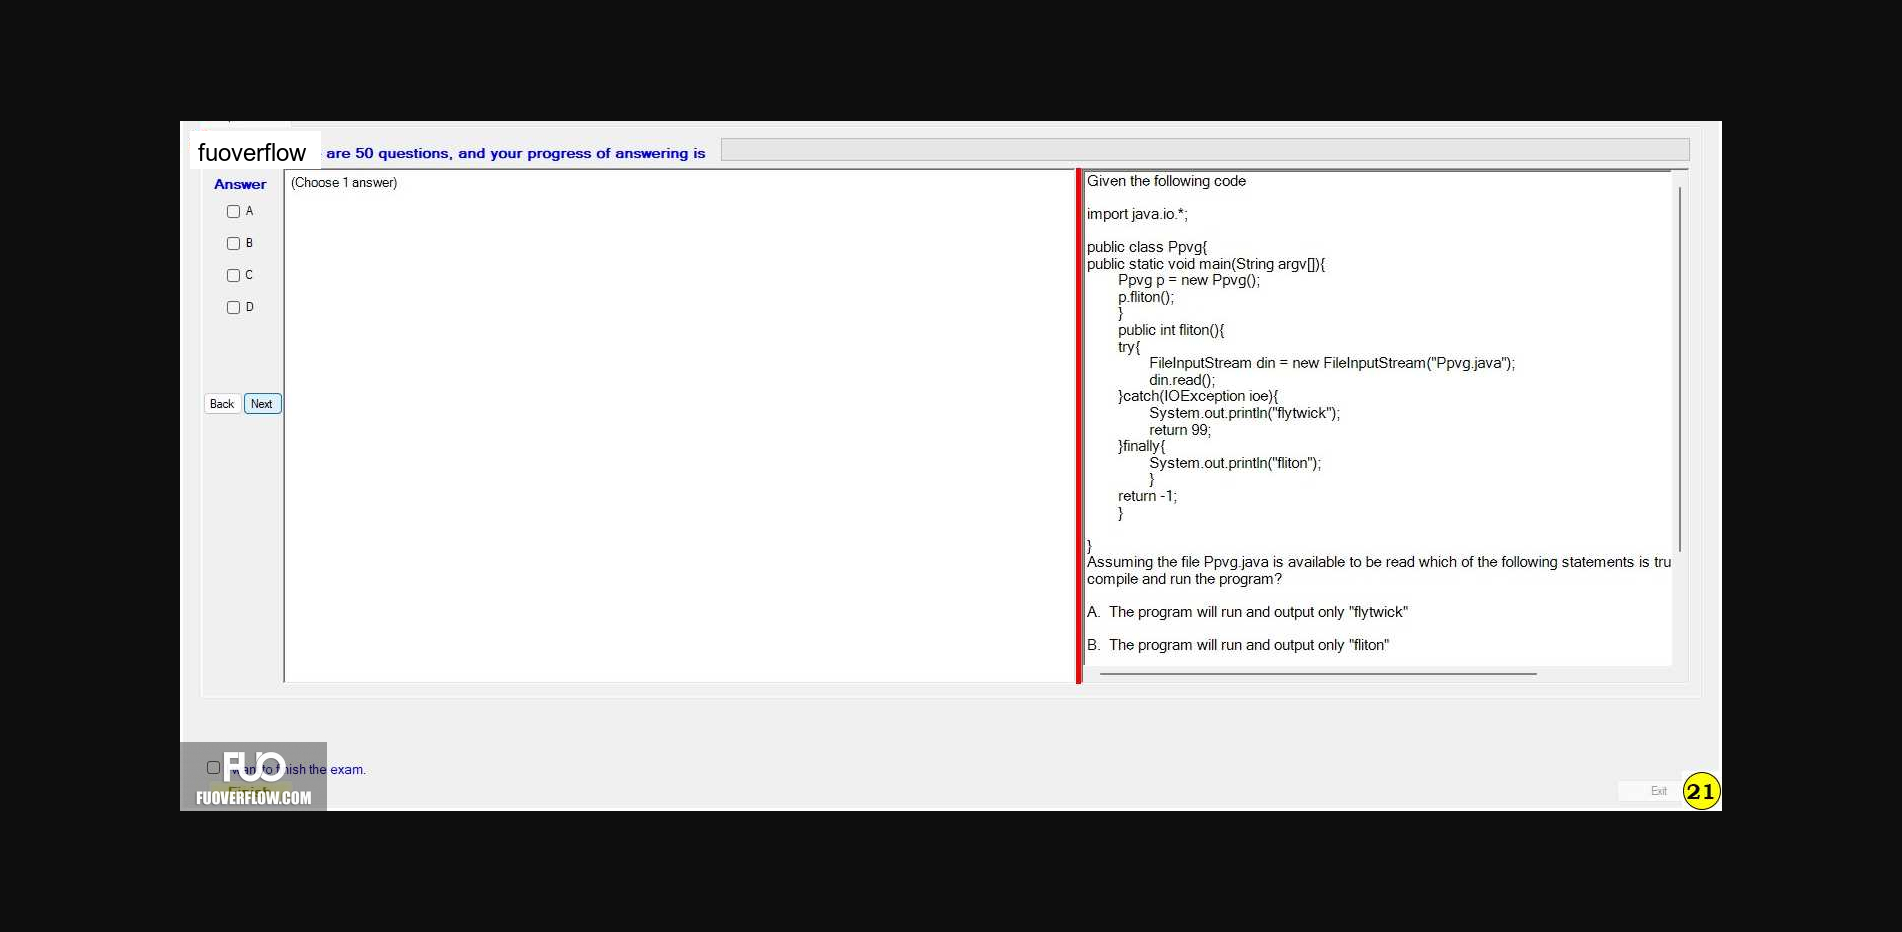 fuoverflow are 50 questions, and your progress of answering is
Answer
A
B
C
D
Back Next
(Choose 1 answer)
Given the following code
import java.io.*;
public class Ppvg{
public static void main(String argv[]){
Ppvg p = new Ppvg();
p.fliton();
}
public int fliton(){
try{
FileInputStream din = new FileInputStream("Ppvg.java");
din.read();
}catch(IOException ioe){
System.out.println("flytwick");
return 99;
}finally{
System.out.println("fliton");
}
return -1;
}
}
Assuming the file Ppvg.java is available to be read which of the following statements is tru
compile and run the program?
A. The program will run and output only "flytwick"
B. The program will run and output only "fliton"
FUO
the exam.
FUOVERFLOW.COM
Exit
21